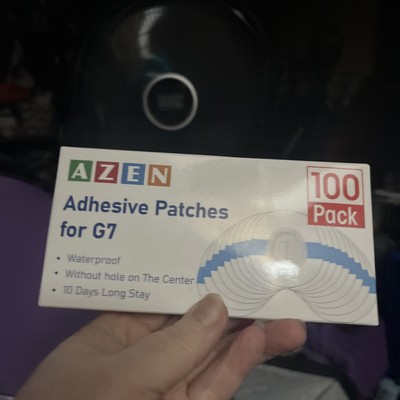 AZEN
100
Pack
Adhesive Patches
for G7
• Waterproof
• Without hole on The Center
• 10 Days Long Stay